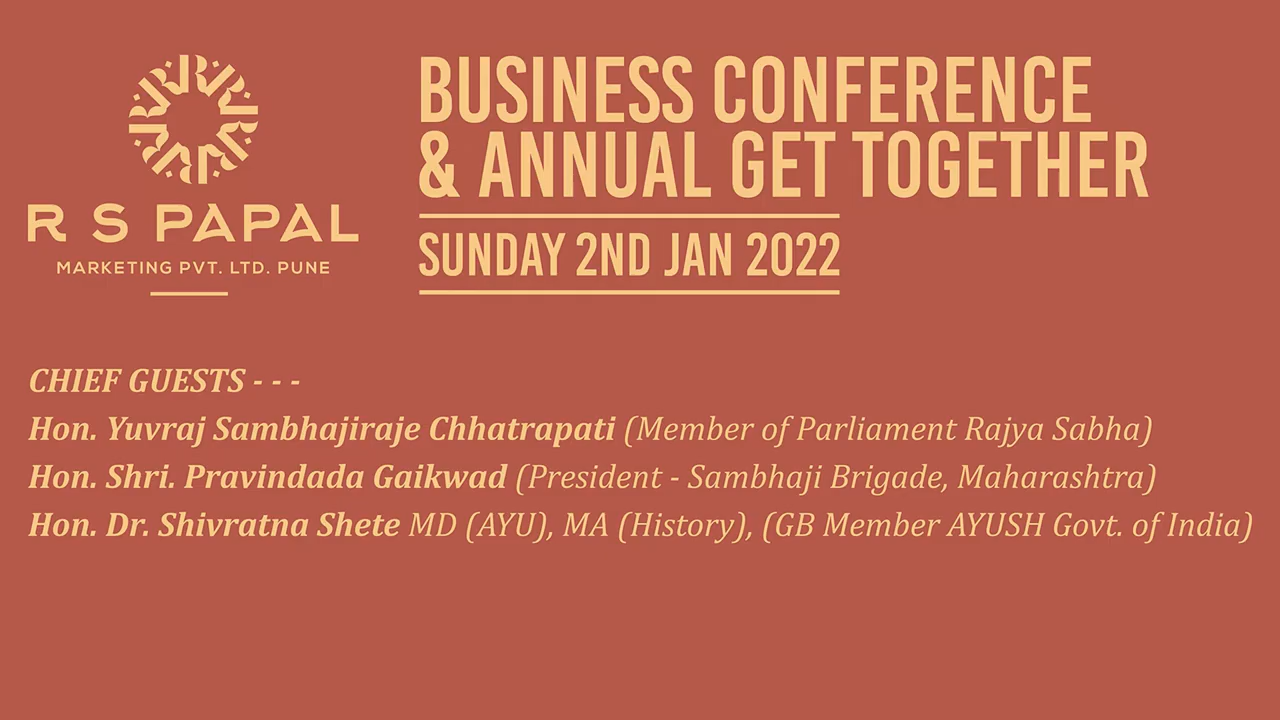 R S PAPAL
MARKETING PVT. LTD. PUNE
BUSINESS CONFERENCE
& ANNUAL GET TOGETHER
SUNDAY 2ND JAN 2022
CHIEF GUESTS - - -
Hon. Yuvraj Sambhajiraje Chhatrapati (Member of Parliament Rajya Sabha)
Hon. Shri. Pravindada Gaikwad (President - Sambhaji Brigade, Maharashtra)
Hon. Dr. Shivratna Shete MD (AYU), MA (History), (GB Member AYUSH Govt. of India)